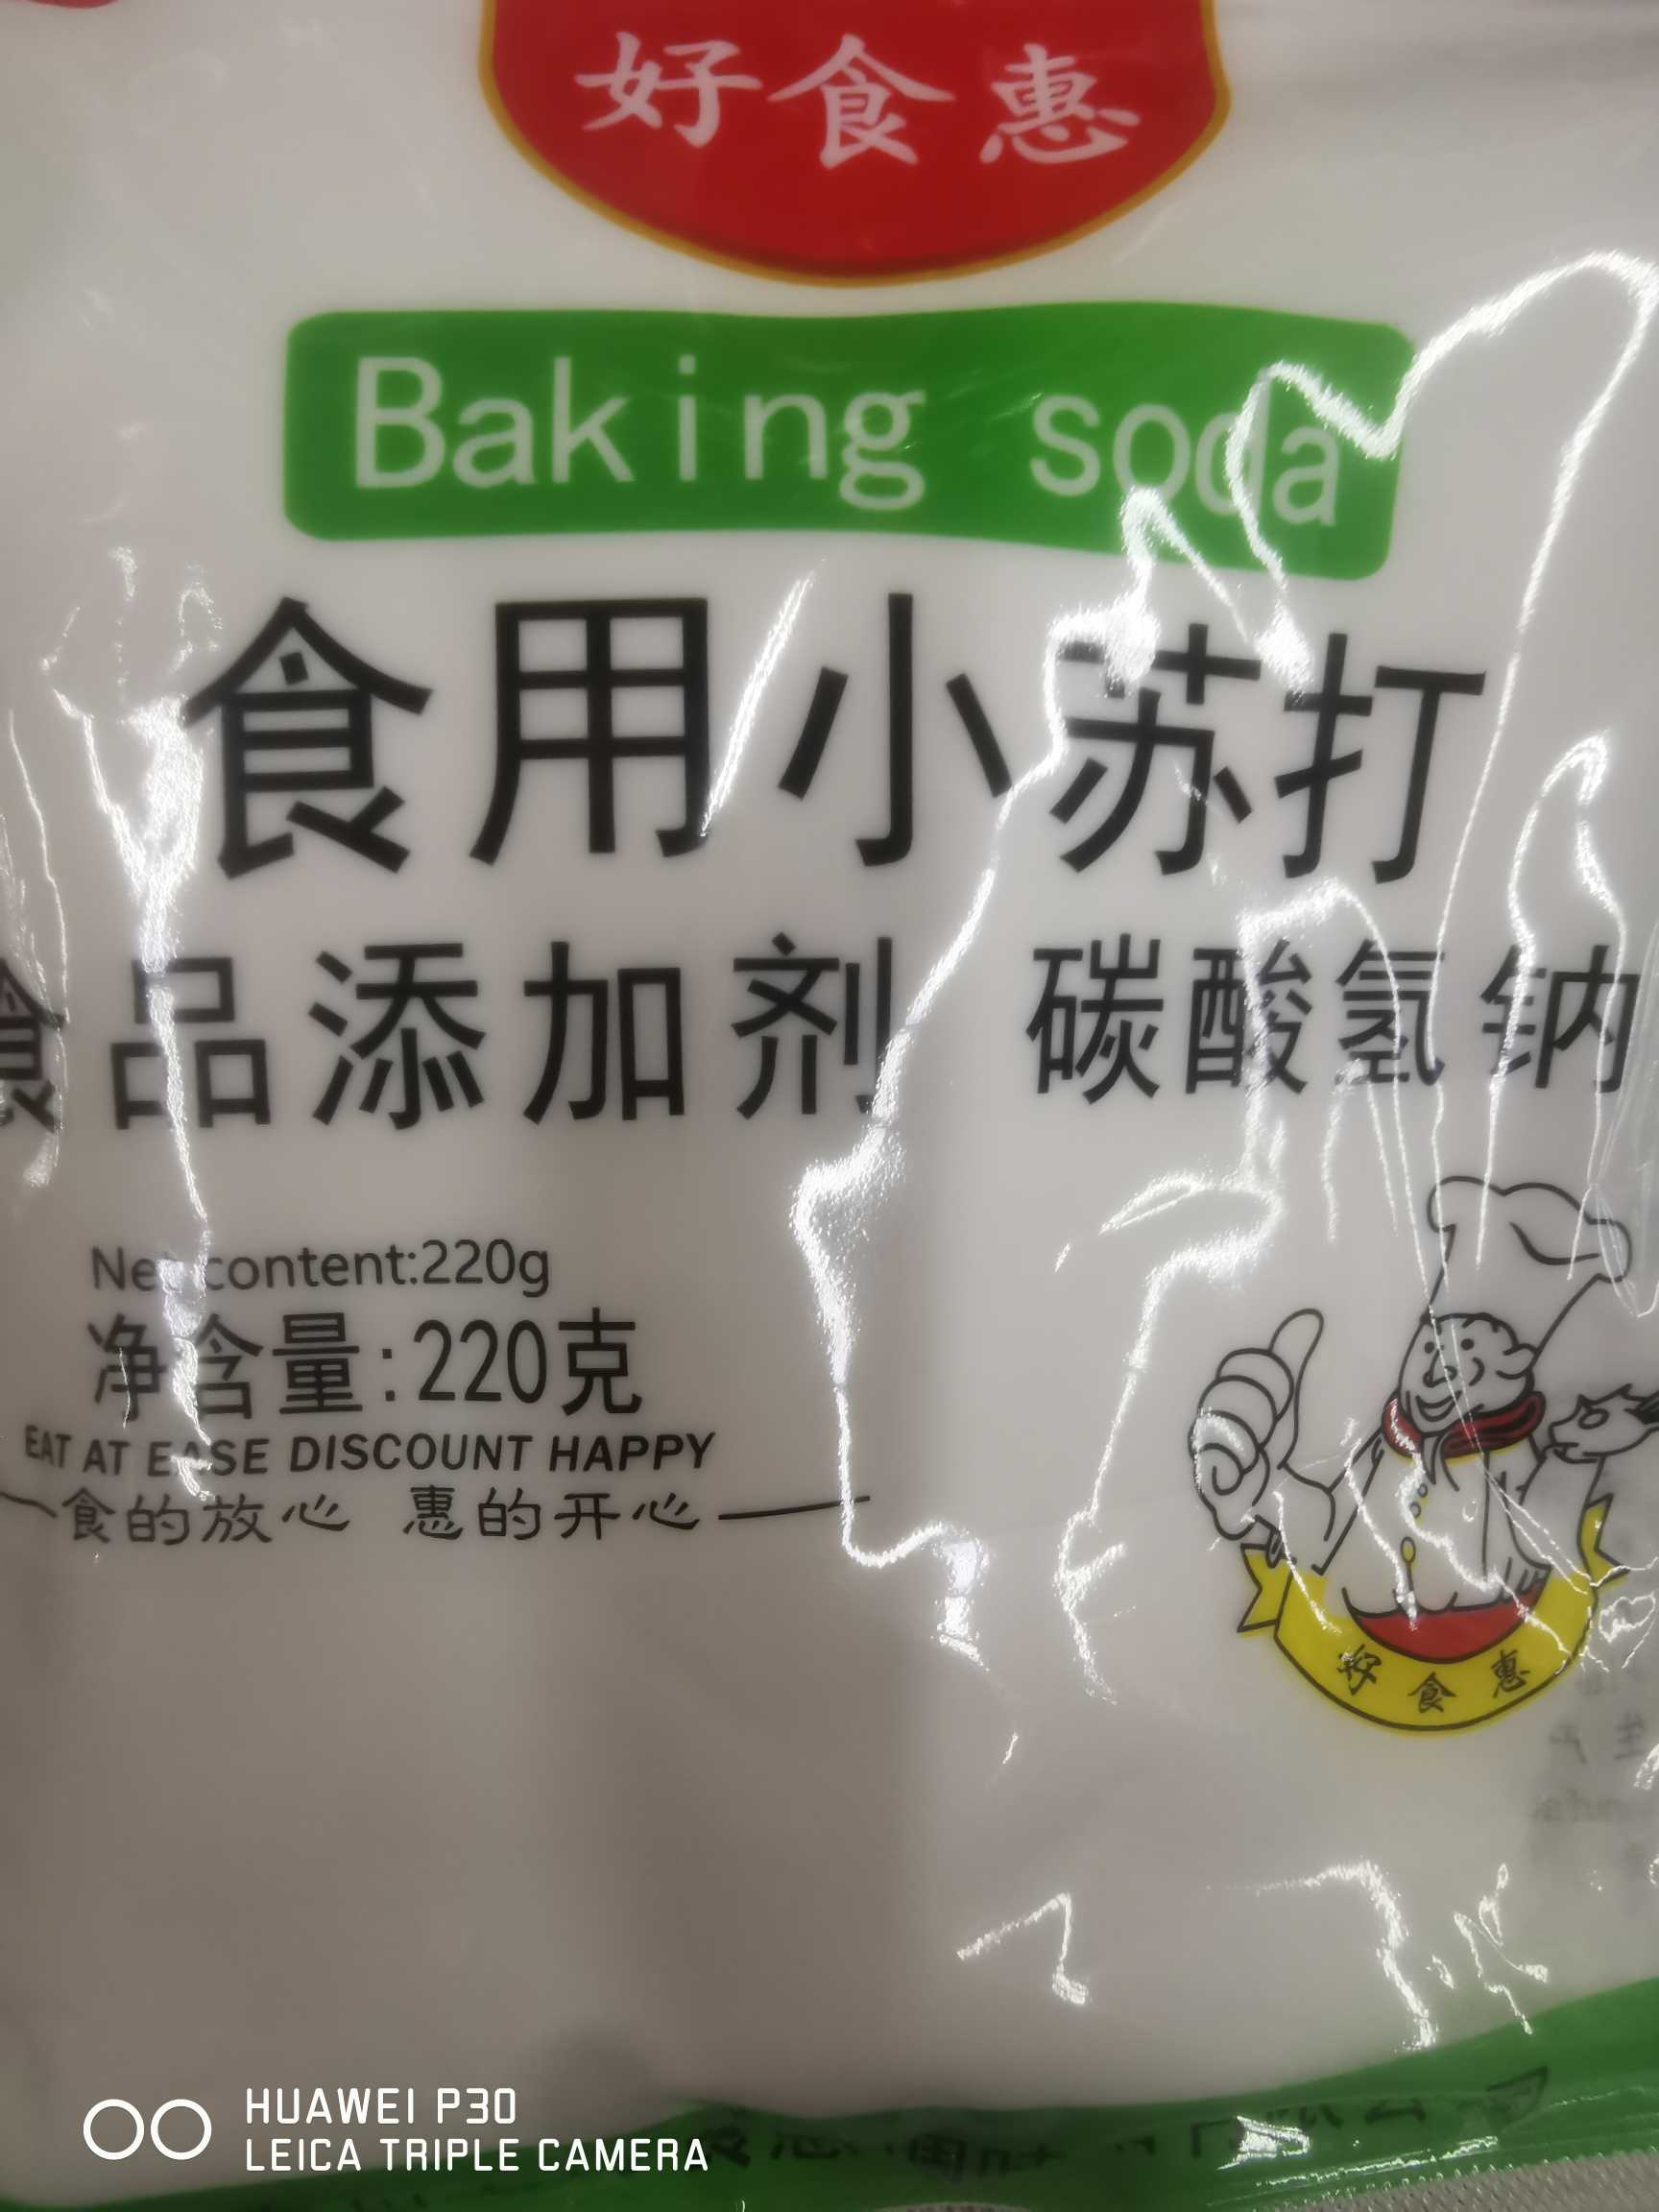 好食惠
Baking soda
食用小苏打
食品添加剂 碳酸氢钠
Net content:220g
净含量:220克
EAT AT EASE DISCOUNT HAPPY
食的放心 惠的开心
好食惠
HUAWEI P30
LEICA TRIPLE CAMERA